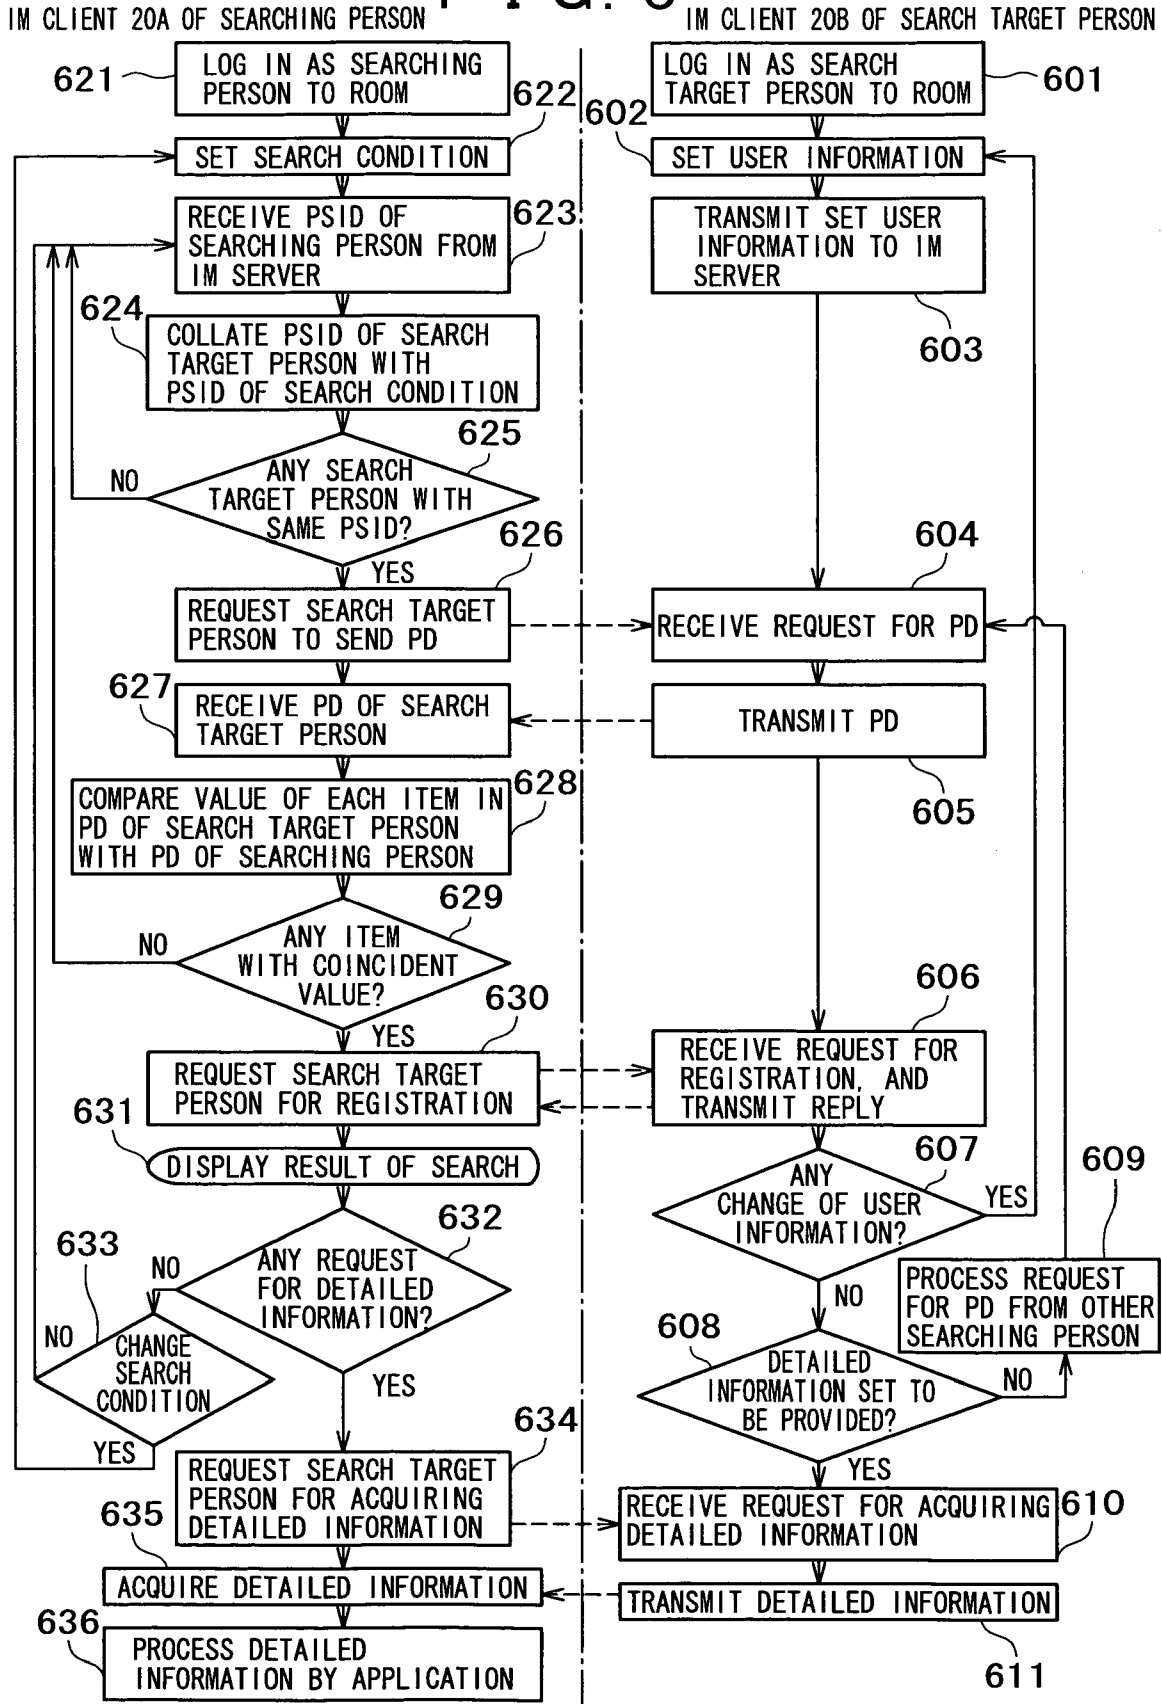 FIG. 6
IM CLIENT 20A OF SEARCHING PERSON
621
LOG IN AS SEARCHING
PERSON TO ROOM
622
SET SEARCH CONDITION
RECEIVE PSID OF
SEARCHING PERSON FROM
IM SERVER
623
624
COLLATE PSID OF SEARCH
TARGET PERSON WITH
PSID OF SEARCH CONDITION
625
ANY SEARCH
TARGET PERSON WITH
SAME PSID?
NO
YES
626
REQUEST SEARCH TARGET
PERSON TO SEND PD
627
RECEIVE PD OF SEARCH
TARGET PERSON
COMPARE VALUE OF EACH ITEM IN
PD OF SEARCH TARGET PERSON
WITH PD OF SEARCHING PERSON
628
629
ANY ITEM
WITH COINCIDENT
VALUE?
NO
YES
630
REQUEST SEARCH TARGET
PERSON FOR REGISTRATION
631
DISPLAY RESULT OF SEARCH
632
ANY REQUEST
FOR DETAILED
INFORMATION?
NO
YES
633
CHANGE
SEARCH
CONDITION
NO
YES
634
REQUEST SEARCH TARGET
PERSON FOR ACQUIRING
DETAILED INFORMATION
635
ACQUIRE DETAILED INFORMATION
636
PROCESS DETAILED
INFORMATION BY APPLICATION
IM CLIENT 20B OF SEARCH TARGET PERSON
LOG IN AS SEARCH
TARGET PERSON TO ROOM
601
602
SET USER INFORMATION
TRANSMIT SET USER
INFORMATION TO IM
SERVER
603
604
RECEIVE REQUEST FOR PD
TRANSMIT PD
605
606
RECEIVE REQUEST FOR
REGISTRATION, AND
TRANSMIT REPLY
607
ANY
CHANGE OF USER
INFORMATION?
YES
NO
609
PROCESS REQUEST
FOR PD FROM OTHER
SEARCHING PERSON
608
DETAILED
INFORMATION SET TO
BE PROVIDED?
NO
YES
RECEIVE REQUEST FOR ACQUIRING
DETAILED INFORMATION
610
TRANSMIT DETAILED INFORMATION
611